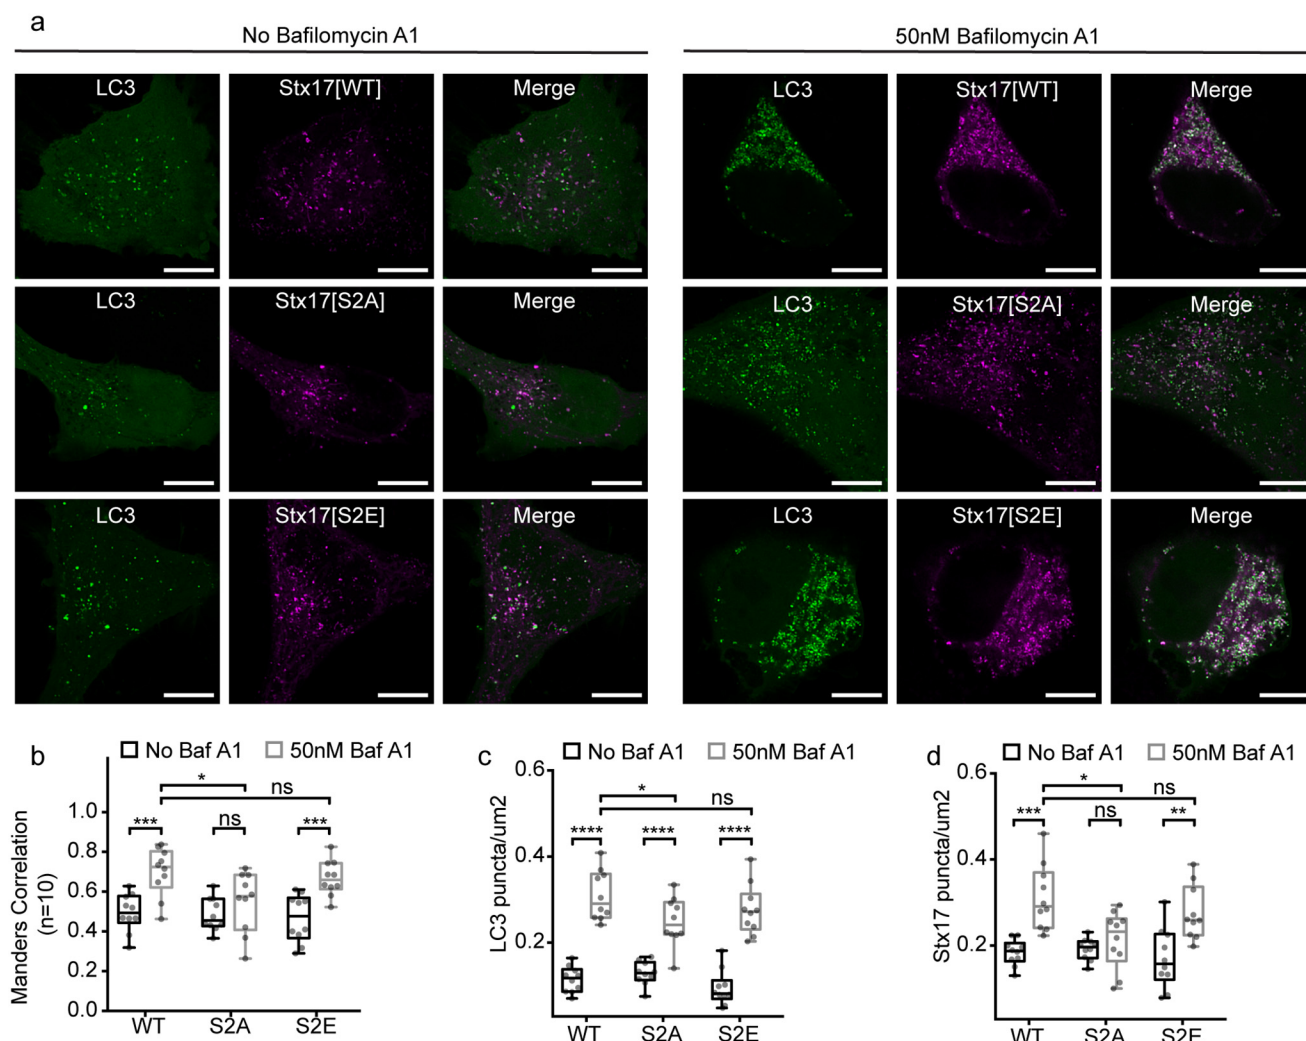 a
No Bafilomycin A1
50nM Bafilomycin A1
LC3
Stx17[WT]
Merge
LC3
Stx17[WT]
Merge
LC3
Stx17[S2A]
Merge
LC3
Stx17[S2A]
Merge
LC3
Stx17[S2E]
Merge
LC3
Stx17[S2E]
Merge
b
No Baf A1
50nM Baf A1
Manders Correlation
(n=10)
1.0
0.8
0.6
0.4
0.2
0.0
*
ns
***
ns
***
WT
S2A
S2E
c
No Baf A1
50nM Baf A1
LC3 puncta/um2
0.6
0.4
0.2
*
ns
****
****
****
WT
S2A
S2E
d
No Baf A1
50nM Baf A1
Stx17 puncta/um2
0.6
0.4
0.2
*
ns
***
ns
**
WT
S2A
S2E